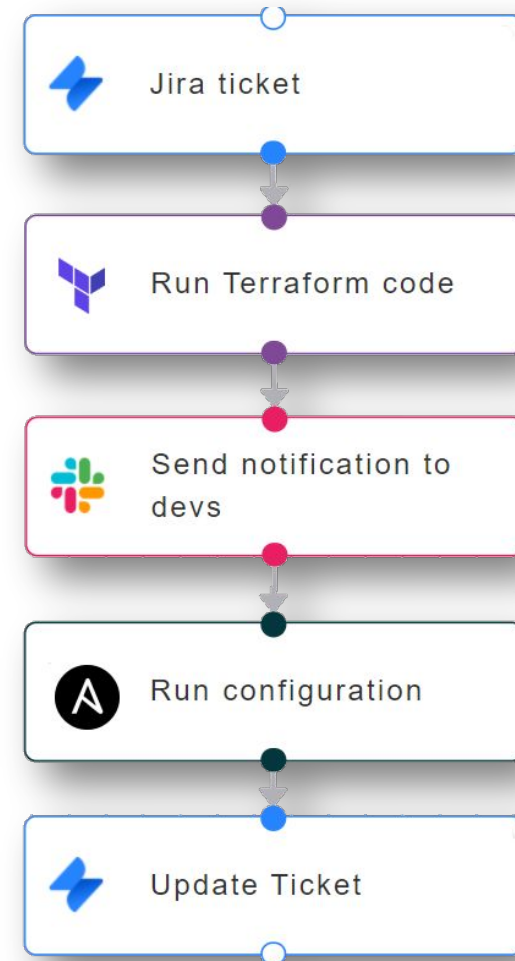 Jira ticket
Run Terraform code
Send notification to
devs
Run configuration
Update Ticket